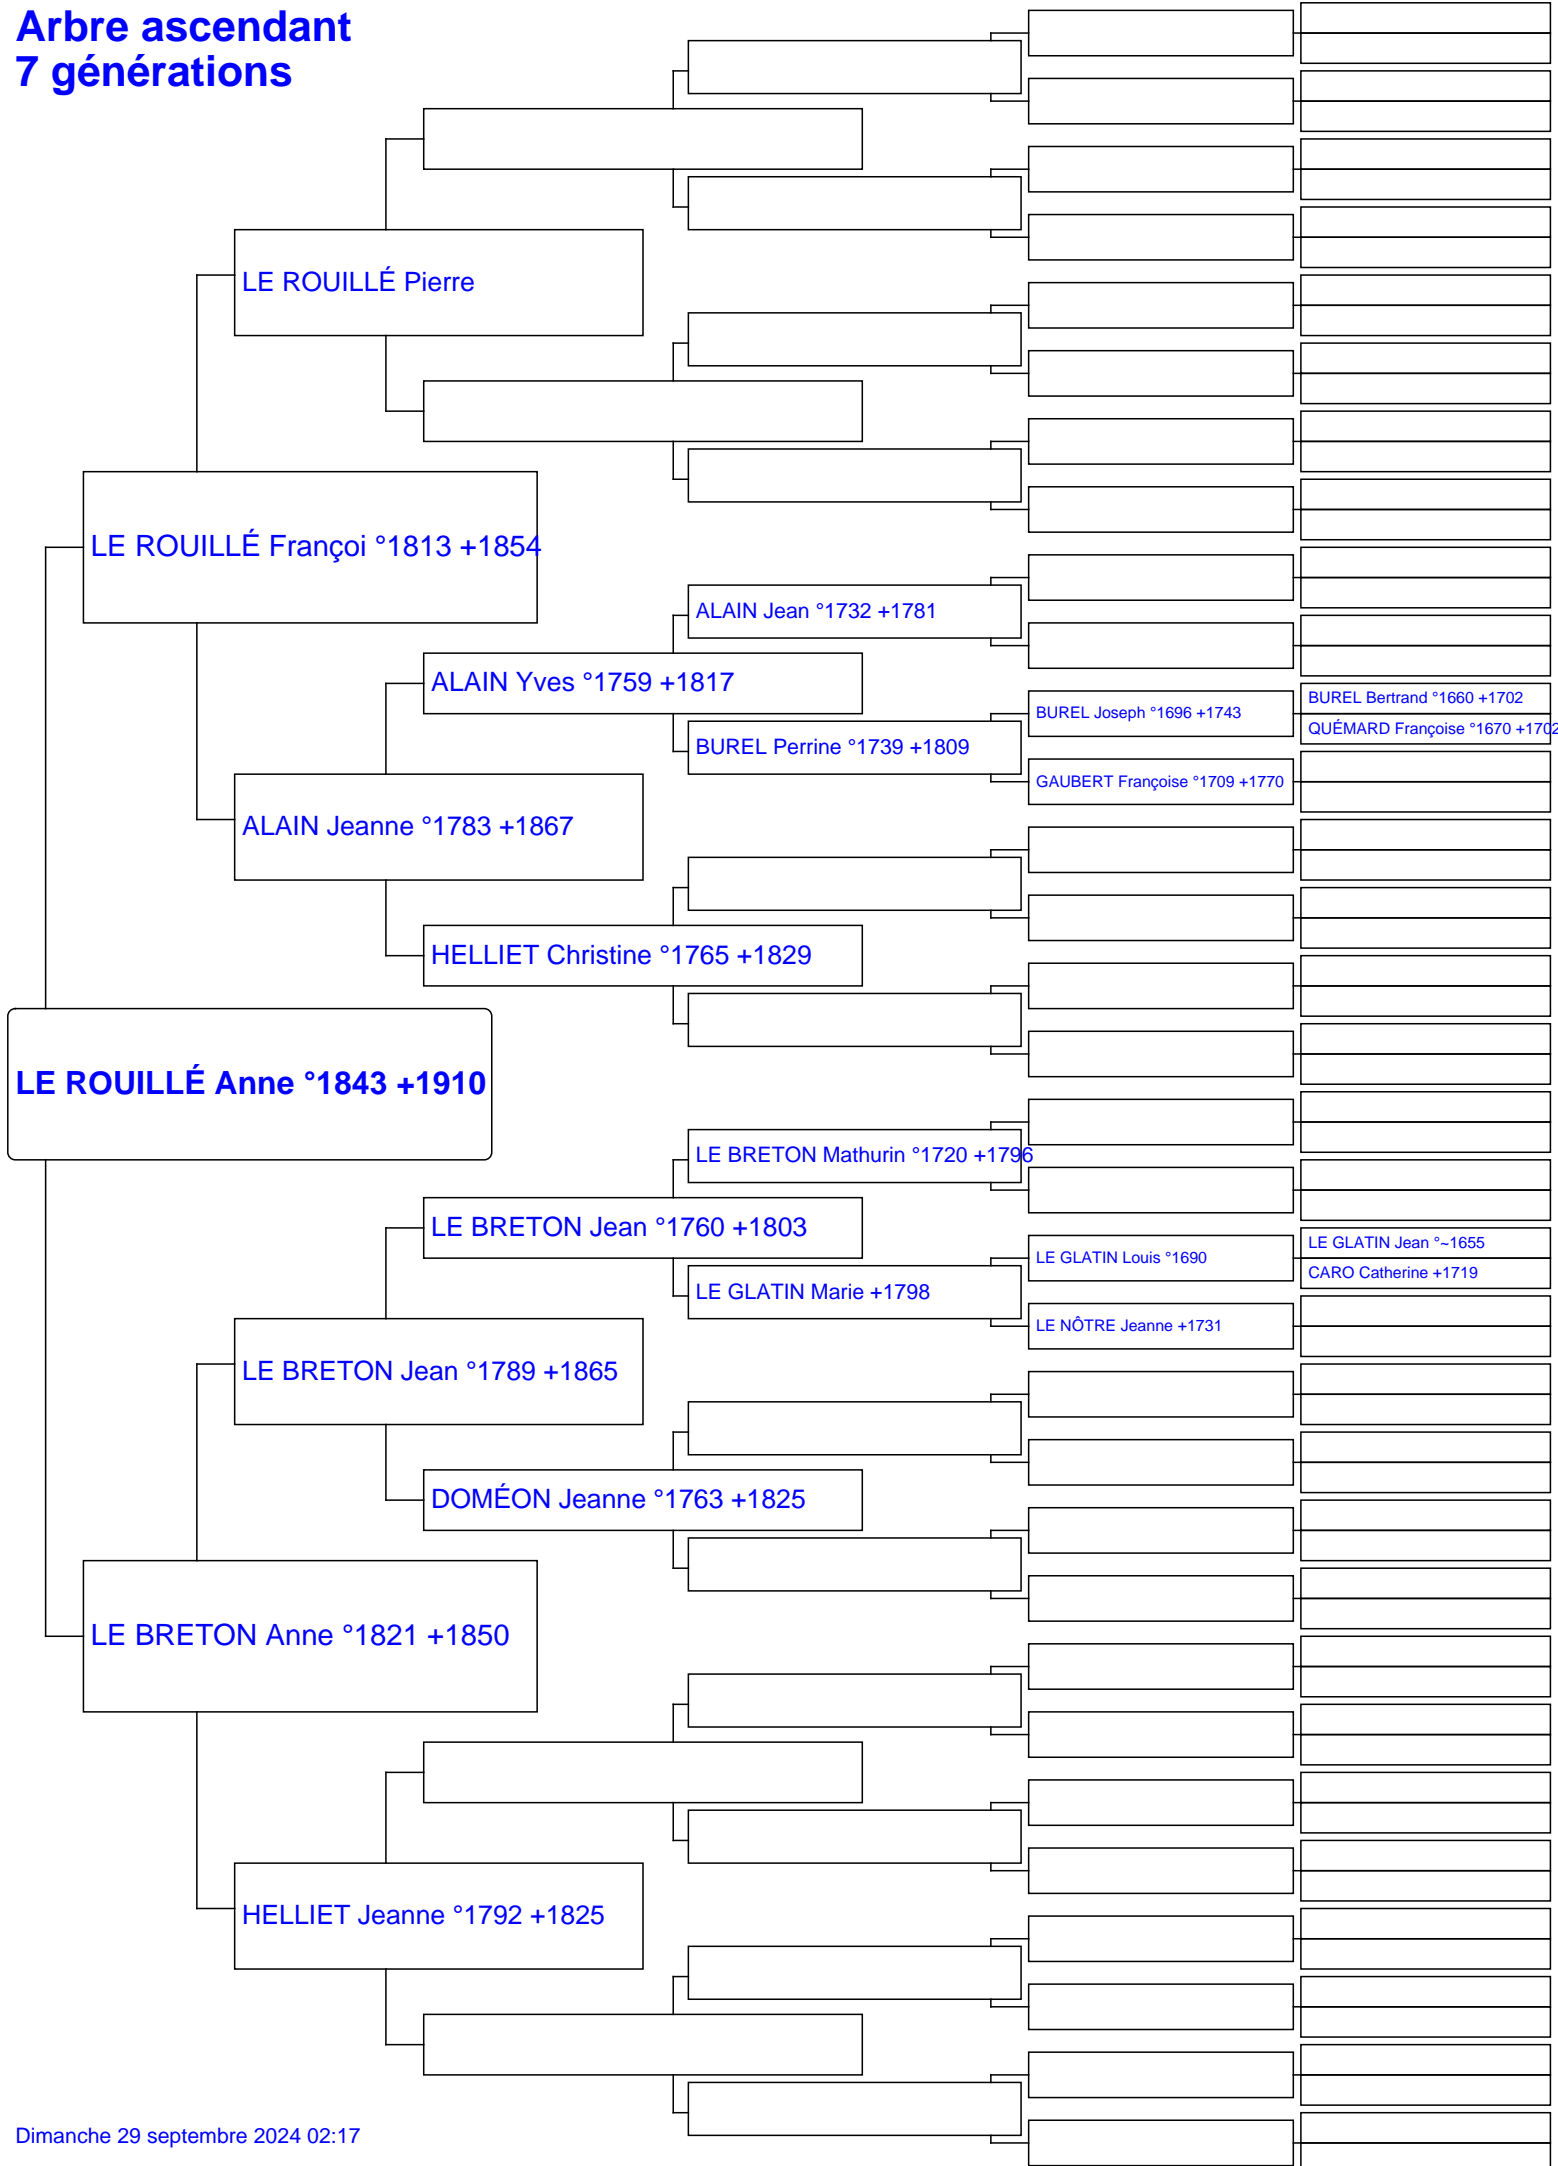 Arbre ascendant
7 générations
LE ROUILLÉ Pierre
LE ROUILLÉ Françoi °1813 +1854
ALAIN Jean °1732 +1781
ALAIN Yves °1759 +1817
BUREL Bertrand °1660 +1702
BUREL Joseph °1696 +1743
QUÉMARD Françoise °1670 +1702
BUREL Perrine °1739 +1809
GAUBERT Françoise °1709 +1770
ALAIN Jeanne °1783 +1867
HELLIET Christine °1765 +1829
LE ROUILLÉ Anne °1843 +1910
LE BRETON Mathurin °1720 +1796
LE BRETON Jean °1760 +1803
LE GLATIN Jean °~1655
LE GLATIN Louis °1690
CARO Catherine +1719
LE GLATIN Marie +1798
LE NÔTRE Jeanne +1731
LE BRETON Jean °1789 +1865
DOMÉON Jeanne °1763 +1825
LE BRETON Anne °1821 +1850
HELLIET Jeanne °1792 +1825
Dimanche 29 septembre 2024 02:17